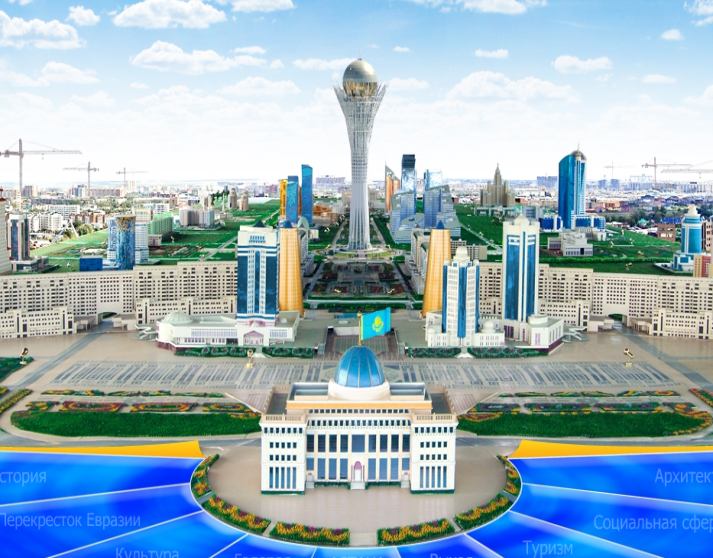 стория
Архитек
Перекресток Евразии
Социальная сфер
Культура
Туризм